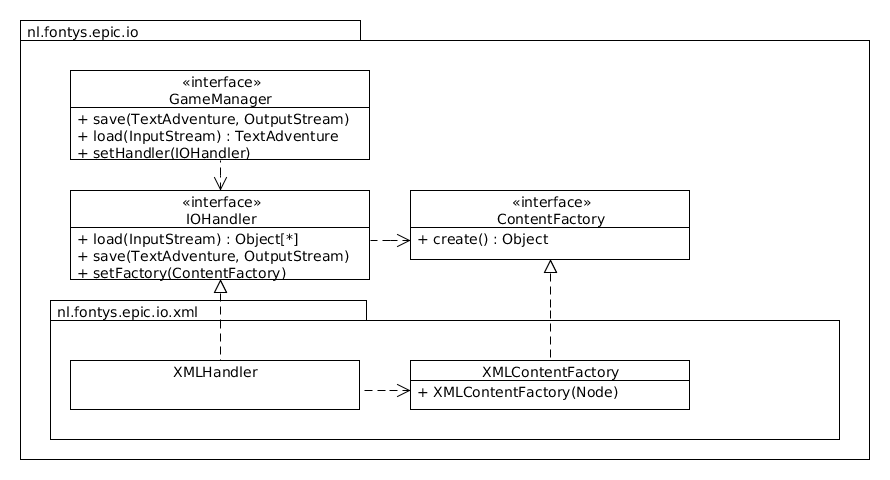 nl.fontys.epic.io
«interface»
GameManager
+ save(TextAdventure, OutputStream)
+ load(InputStream) : TextAdventure
+ setHandler(IOHandler)
«interface»
IOHandler
+ load(InputStream) : Object[*]
+ save(TextAdventure, OutputStream)
+ setFactory(ContentFactory)
«interface»
ContentFactory
+ create() : Object
nl.fontys.epic.io.xml
XMLHandler
XMLContentFactory
+ XMLContentFactory(Node)